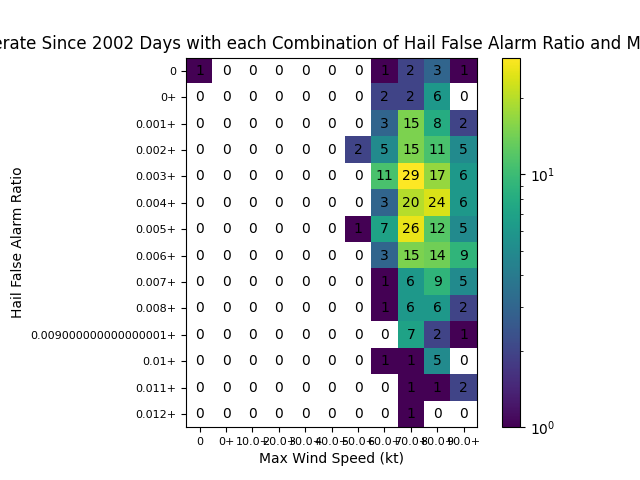 erate Since 2002 Days with each Combination of Hail False Alarm Ratio and M
Hail False Alarm Ratio
0 1 0 0 0 0 0 0 1 2 3 1
0+ 0 0 0 0 0 0 0 2 2 6 0
0.001+ 0 0 0 0 0 0 0 3 15 8 2
0.002+ 0 0 0 0 0 0 2 5 15 11 5
0.003+ 0 0 0 0 0 0 0 11 29 17 6
0.004+ 0 0 0 0 0 0 0 3 20 24 6
0.005+ 0 0 0 0 0 0 1 7 26 12 5
0.006+ 0 0 0 0 0 0 0 3 15 14 9
0.007+ 0 0 0 0 0 0 0 1 6 9 5
0.008+ 0 0 0 0 0 0 0 1 6 6 2
0.009000000000000001+ 0 0 0 0 0 0 0 0 7 2 1
0.01+ 0 0 0 0 0 0 0 1 1 5 0
0.011+ 0 0 0 0 0 0 0 0 1 1 2
0.012+ 0 0 0 0 0 0 0 0 1 0 0
0 0+ 10.0+ 20.0+ 30.0+ 40.0+ 50.0+ 60.0+ 70.0+ 80.0+ 90.0+
Max Wind Speed (kt)
10¹
10⁰